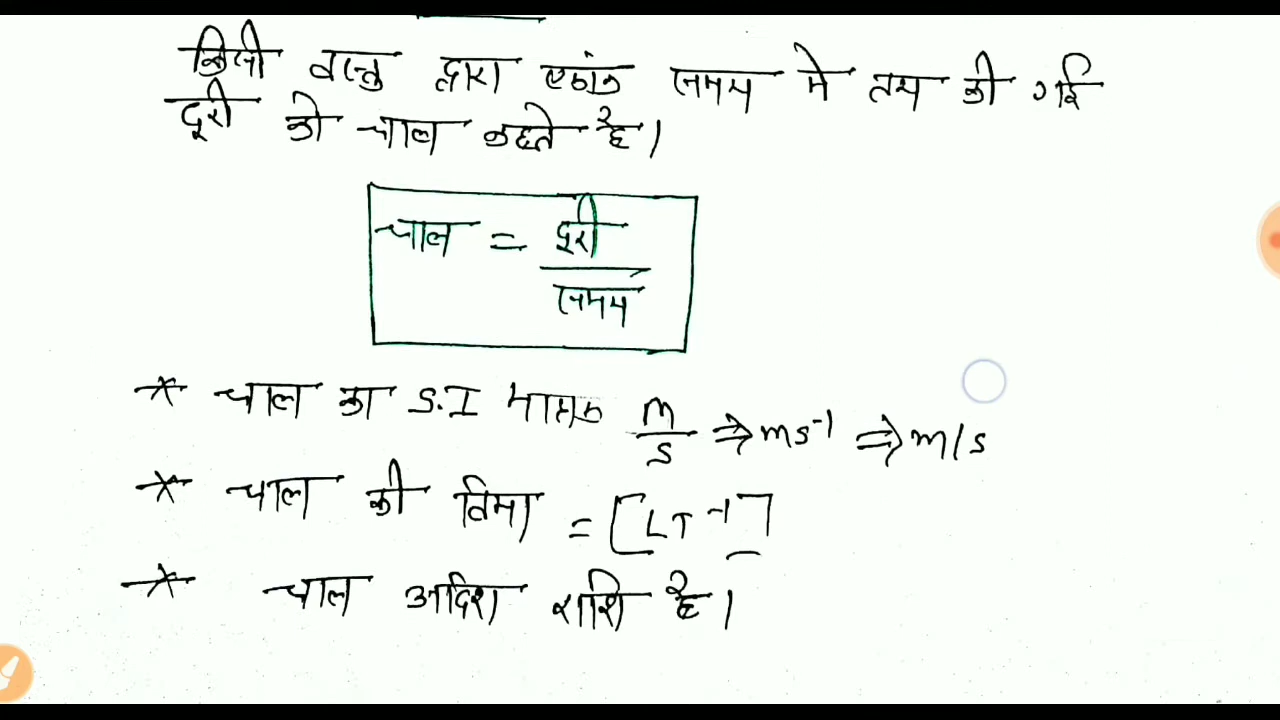 किसी वस्तु द्वारा एकांक समय मे तय की गई
दूरी को चाल कहते है।
चाल = दूरी / समय
* चाल का S.I मात्रक m/s ⇒ ms⁻¹ ⇒ m/s
* चाल की विमा = [LT⁻¹]
* चाल अदिश राशि है।